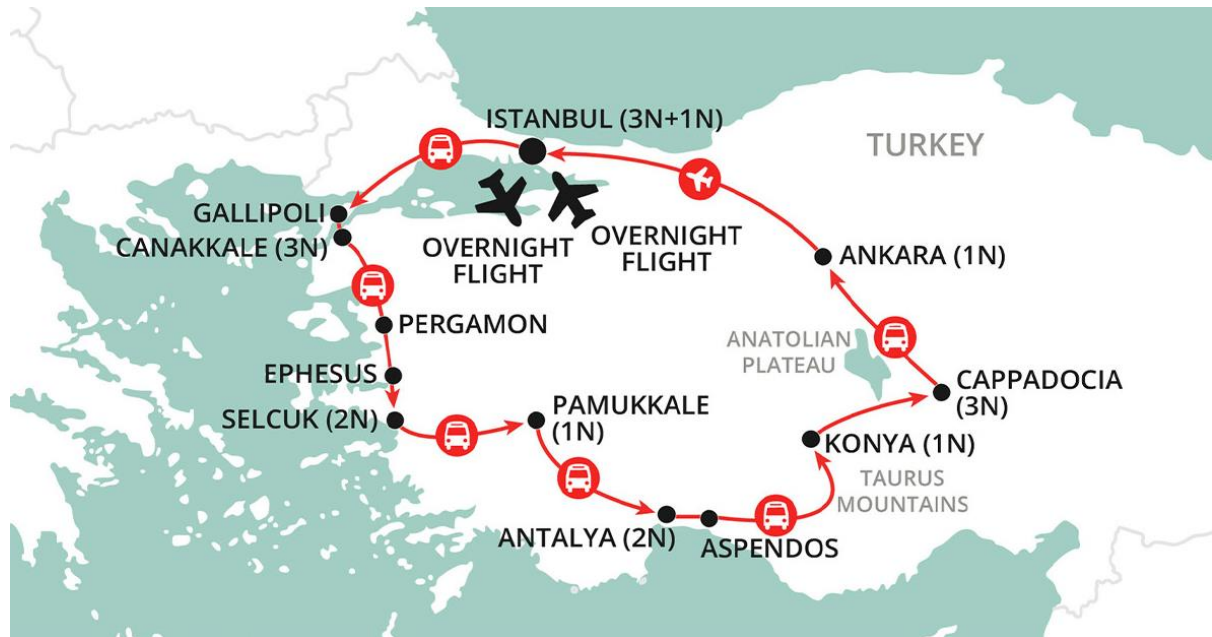 ISTANBUL (3N+1N)
TURKEY
GALLIPOLI
CANAKKALE (3N)
OVERNIGHT
FLIGHT
OVERNIGHT
FLIGHT
ANKARA (1N)
PERGAMON
ANATOLIAN
PLATEAU
EPHESUS
CAPPADOCIA
(3N)
SELCUK (2N)
PAMUKKALE
(1N)
KONYA (1N)
TAURUS
MOUNTAINS
ANTALYA (2N)
ASPENDOS